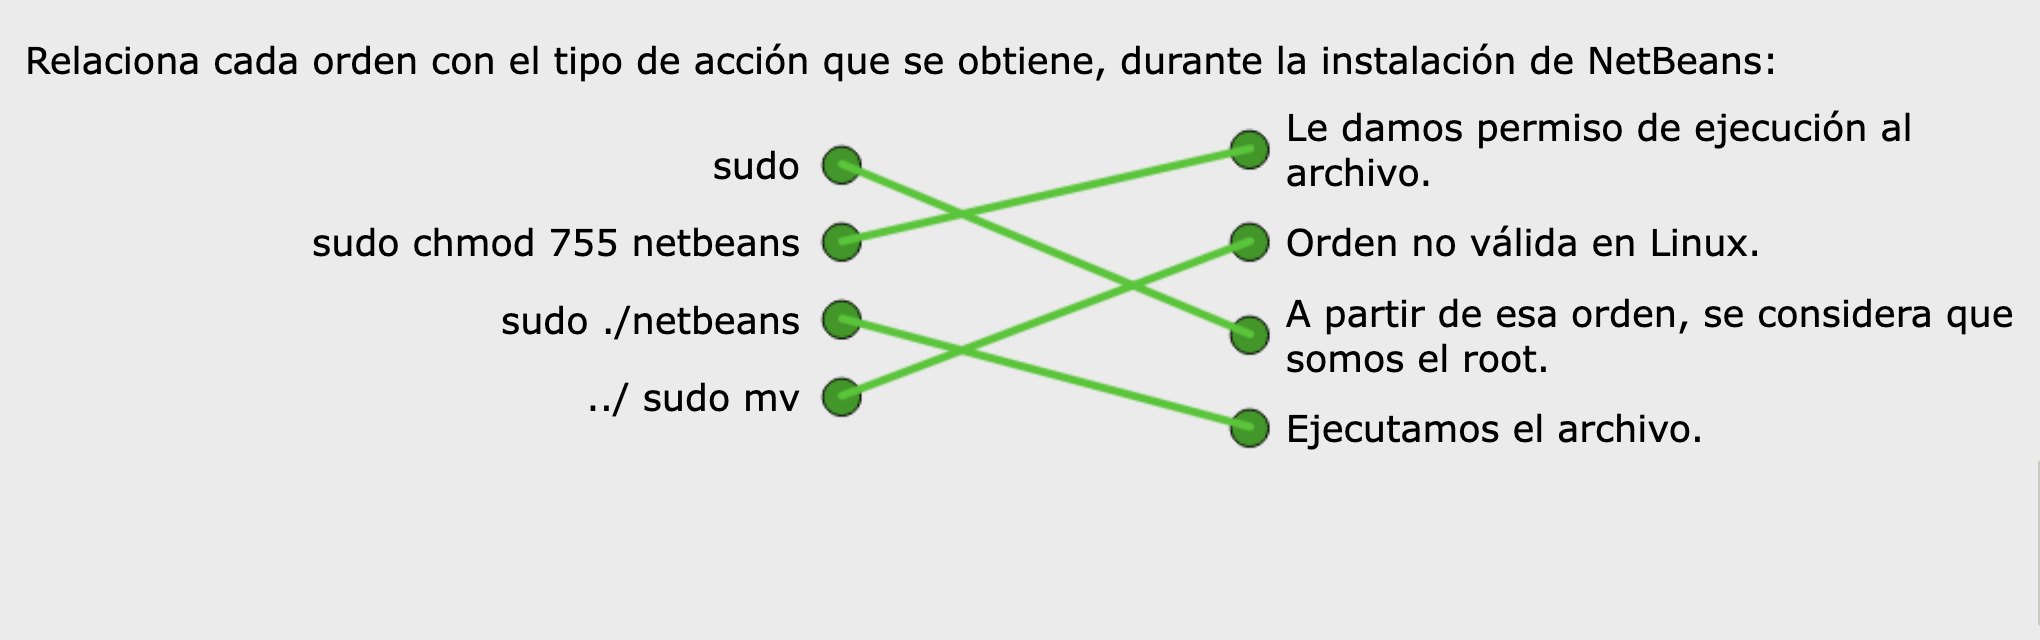 Relaciona cada orden con el tipo de acción que se obtiene, durante la instalación de NetBeans:
sudo
sudo chmod 755 netbeans
sudo ./netbeans
../ sudo mv
Le damos permiso de ejecución al
archivo.
Orden no válida en Linux.
A partir de esa orden, se considera que
somos el root.
Ejecutamos el archivo.